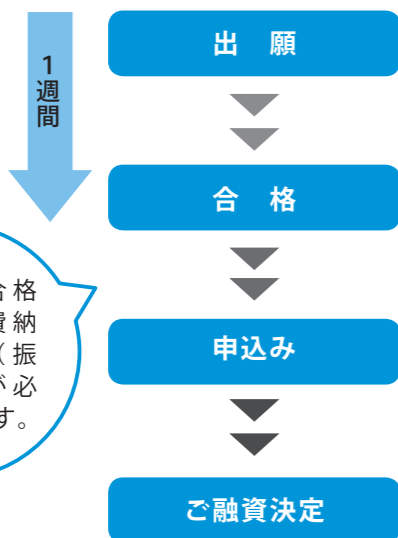 1週間
出 願
合 格
申込み
ご融資決定
合格
費納
(振
が必
す。